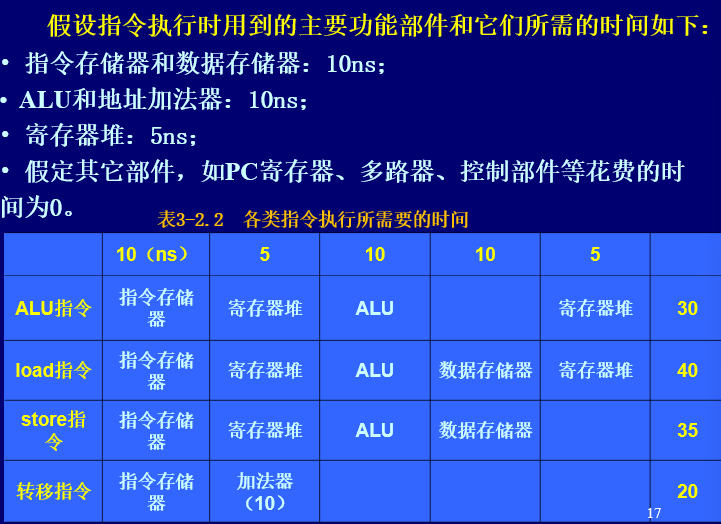 假设指令执行时用到的主要功能部件和它们所需的时间如下：
• 指令存储器和数据存储器：10ns；
• ALU和地址加法器：10ns；
• 寄存器堆：5ns；
• 假定其它部件，如PC寄存器、多路器、控制部件等花费的时
间为0。
表3-2.2 各类指令执行所需要的时间
10（ns） 5 10 10 5
ALU指令 指令存储器 寄存器堆 ALU 寄存器堆 30
load指令 指令存储器 寄存器堆 ALU 数据存储器 寄存器堆 40
store指令 指令存储器 寄存器堆 ALU 数据存储器 35
转移指令 指令存储器 加法器（10） 20
17